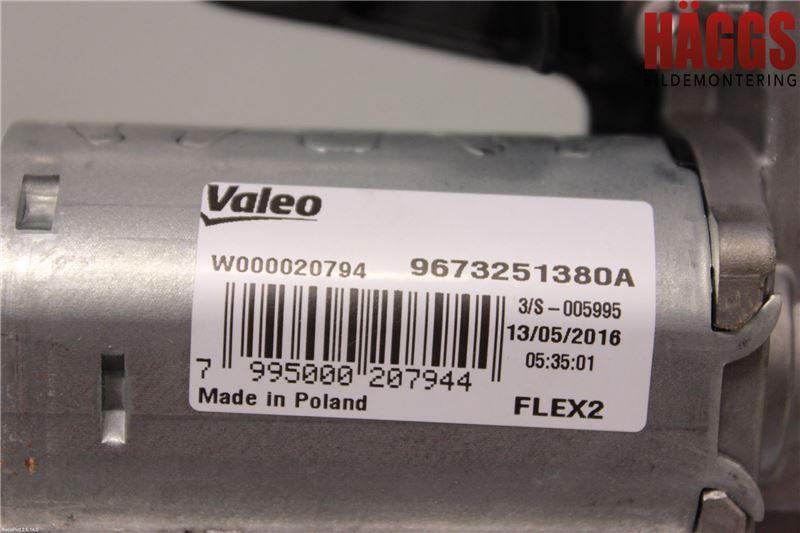 HÄGGS
BILDEMONTERING
Valeo
W000020794 9673251380A
3/S-005995
13/05/2016
05:35:01
7 995000 207944
Made in Poland
FLEX2